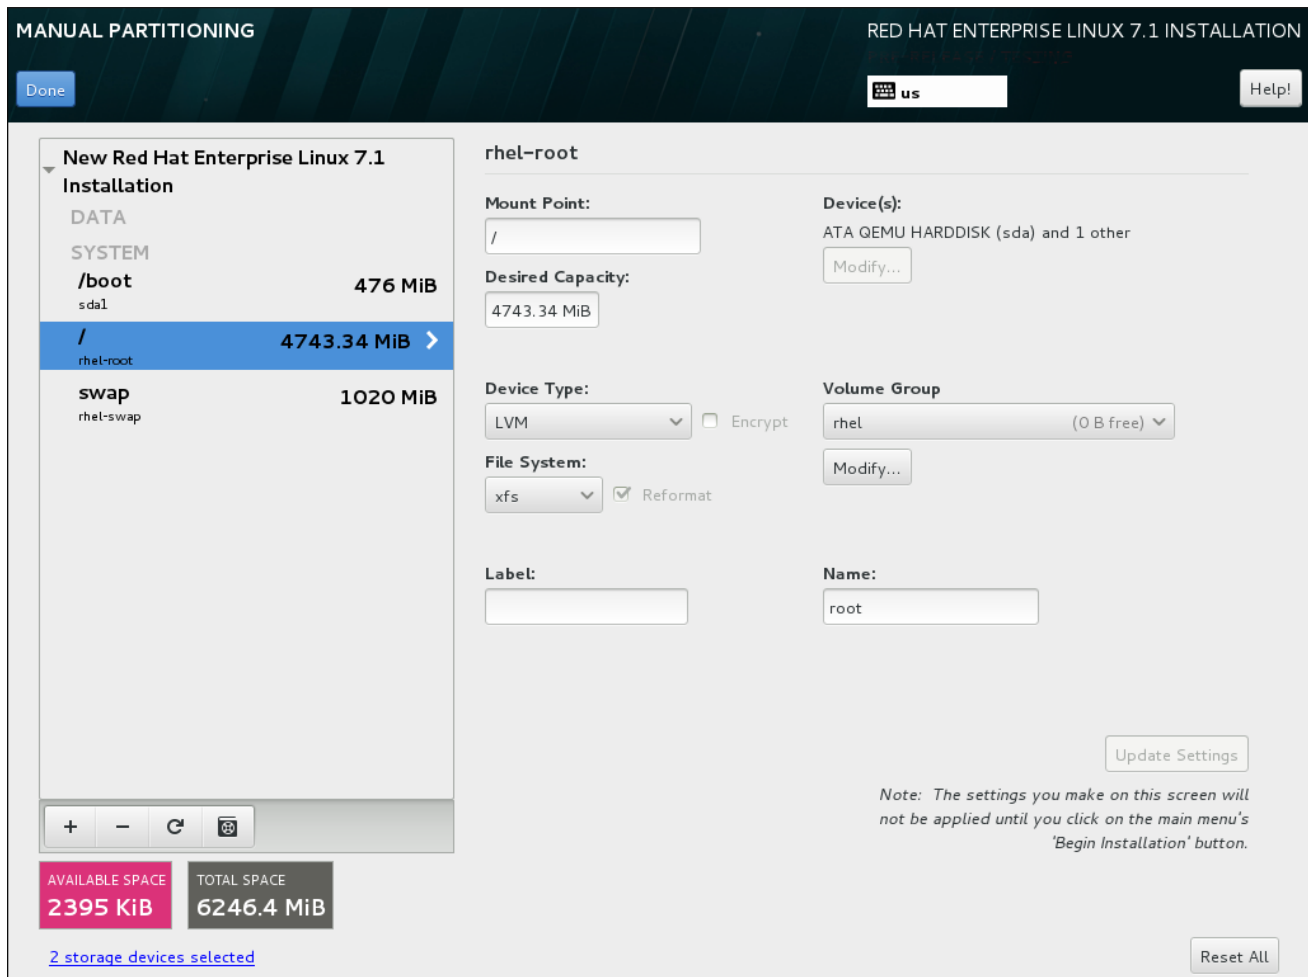 MANUAL PARTITIONING
RED HAT ENTERPRISE LINUX 7.1 INSTALLATION
Done
us
Help!
New Red Hat Enterprise Linux 7.1
Installation
DATA
SYSTEM
/boot
476 MiB
sda1
/
4743.34 MiB
rhel-root
swap
1020 MiB
rhel-swap
+ −
AVAILABLE SPACE
2395 KiB
TOTAL SPACE
6246.4 MiB
2 storage devices selected
rhel-root
Mount Point:
/
Desired Capacity:
4743.34 MiB
Device(s):
ATA QEMU HARDDISK (sda) and 1 other
Modify...
Device Type:
LVM
Encrypt
File System:
xfs
Reformat
Volume Group
rhel (0 B free)
Modify...
Label:
Name:
root
Update Settings
Note: The settings you make on this screen will
not be applied until you click on the main menu's
'Begin Installation' button.
Reset All